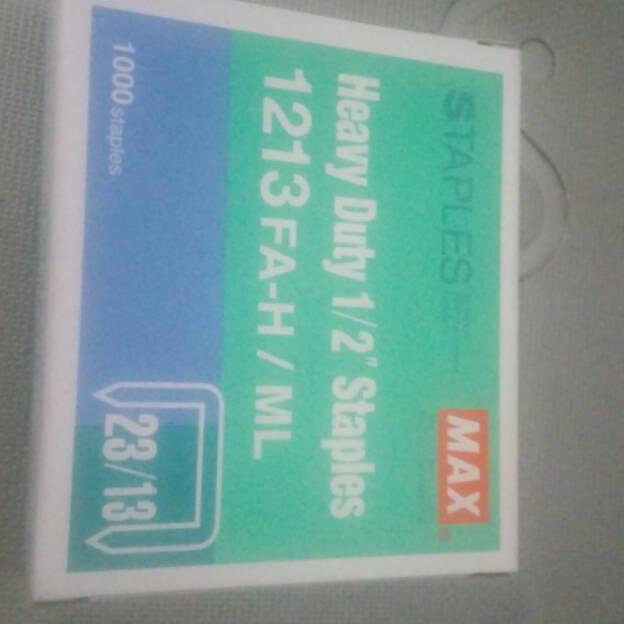 STAPLES
MAX
Heavy Duty 1/2" Staples
1213 FA-H / ML
1000 staples
23/13